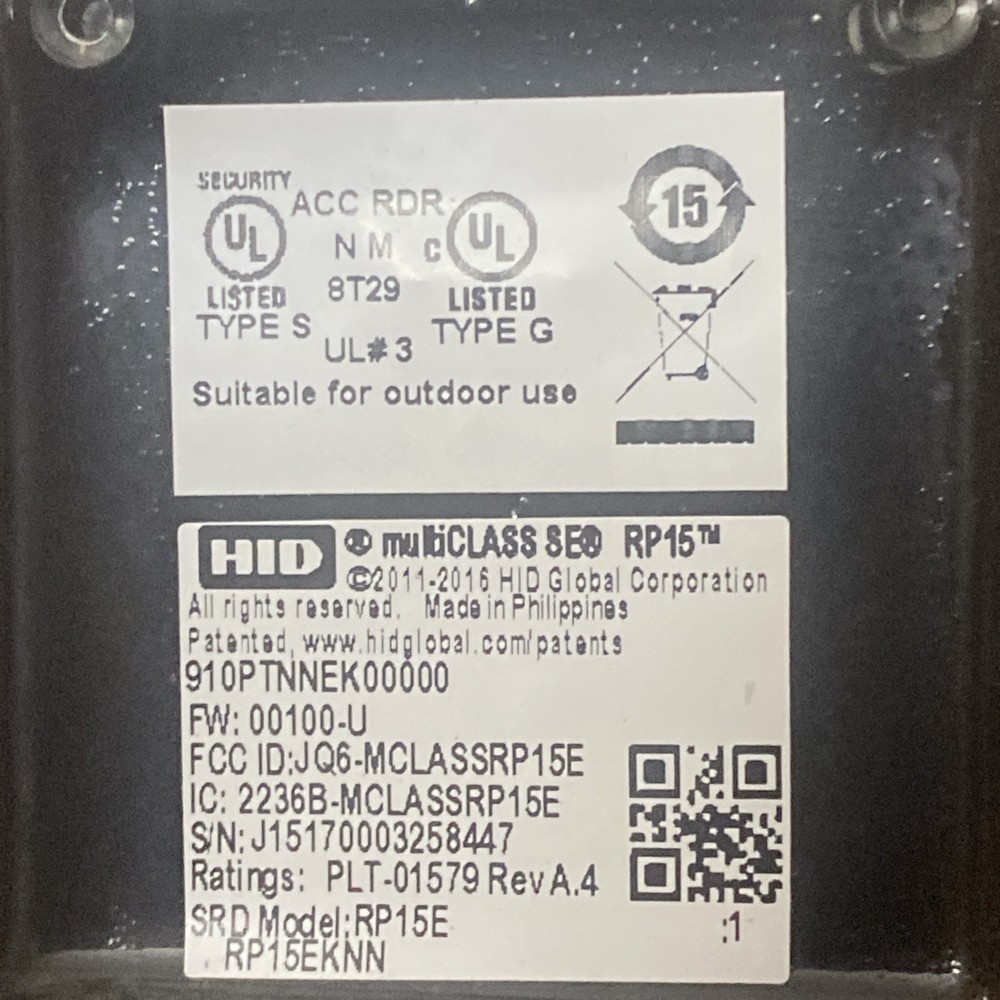 SECURITY
ACC RDR
UL
N M
C UL
15
LISTED
8T29
LISTED
TYPE S
TYPE G
UL#3
Suitable for outdoor use
HID ® multiCLASS SE® RP15™
©2011-2016 HID Global Corporation
All rights reserved. Made in Philippines
Patented, www.hidglobal.com/patents
910PTNNEK00000
FW: 00100-U
FCC ID:JQ6-MCLASSRP15E
IC: 2236B-MCLASSRP15E
S/N: J15170003258447
Ratings: PLT-01579 Rev A.4
SRD Model:RP15E
:1
RP15EKNN